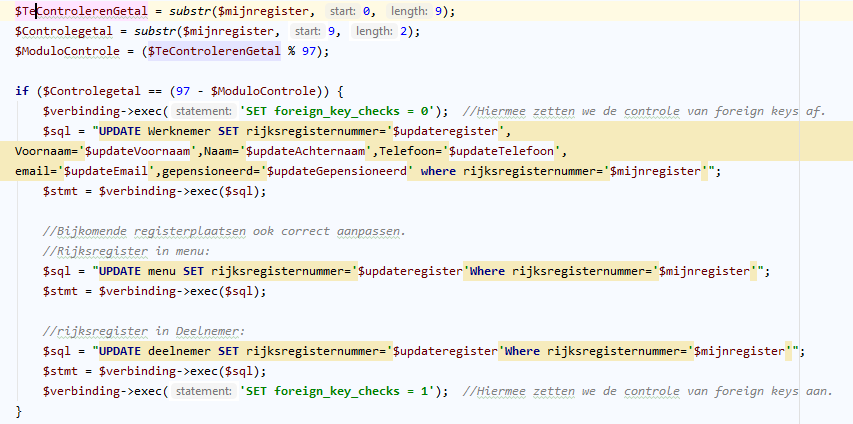 $TeControlerenGetal = substr($mijnregister, start: 0, length: 9);
$Controlegetal = substr($mijnregister, start: 9, length: 2);
$ModuloControle = ($TeControlerenGetal % 97);
if ($Controlegetal == (97 - $ModuloControle)) {
$verbinding->exec( statement: 'SET foreign_key_checks = 0'); //Hiermee zetten we de controle van foreign keys af.
$sql = "UPDATE Werknemer SET rijksregisternummer='$updateregister',
Voornaam='$updateVoornaam',Naam='$updateAchternaam',Telefoon='$updateTelefoon',
email='$updateEmail',gepensioneerd='$updateGepensioneerd' where rijksregisternummer='$mijnregister'";
$stmt = $verbinding->exec($sql);
//Bijkomende registerplaatsen ook correct aanpassen.
//Rijksregister in menu:
$sql = "UPDATE menu SET rijksregisternummer='$updateregister'Where rijksregisternummer='$mijnregister'";
$stmt = $verbinding->exec($sql);
//rijksregister in Deelnemer:
$sql = "UPDATE deelnemer SET rijksregisternummer='$updateregister'Where rijksregisternummer='$mijnregister'";
$stmt = $verbinding->exec($sql);
$verbinding->exec( statement: 'SET foreign_key_checks = 1'); //Hiermee zetten we de controle van foreign keys aan.
}